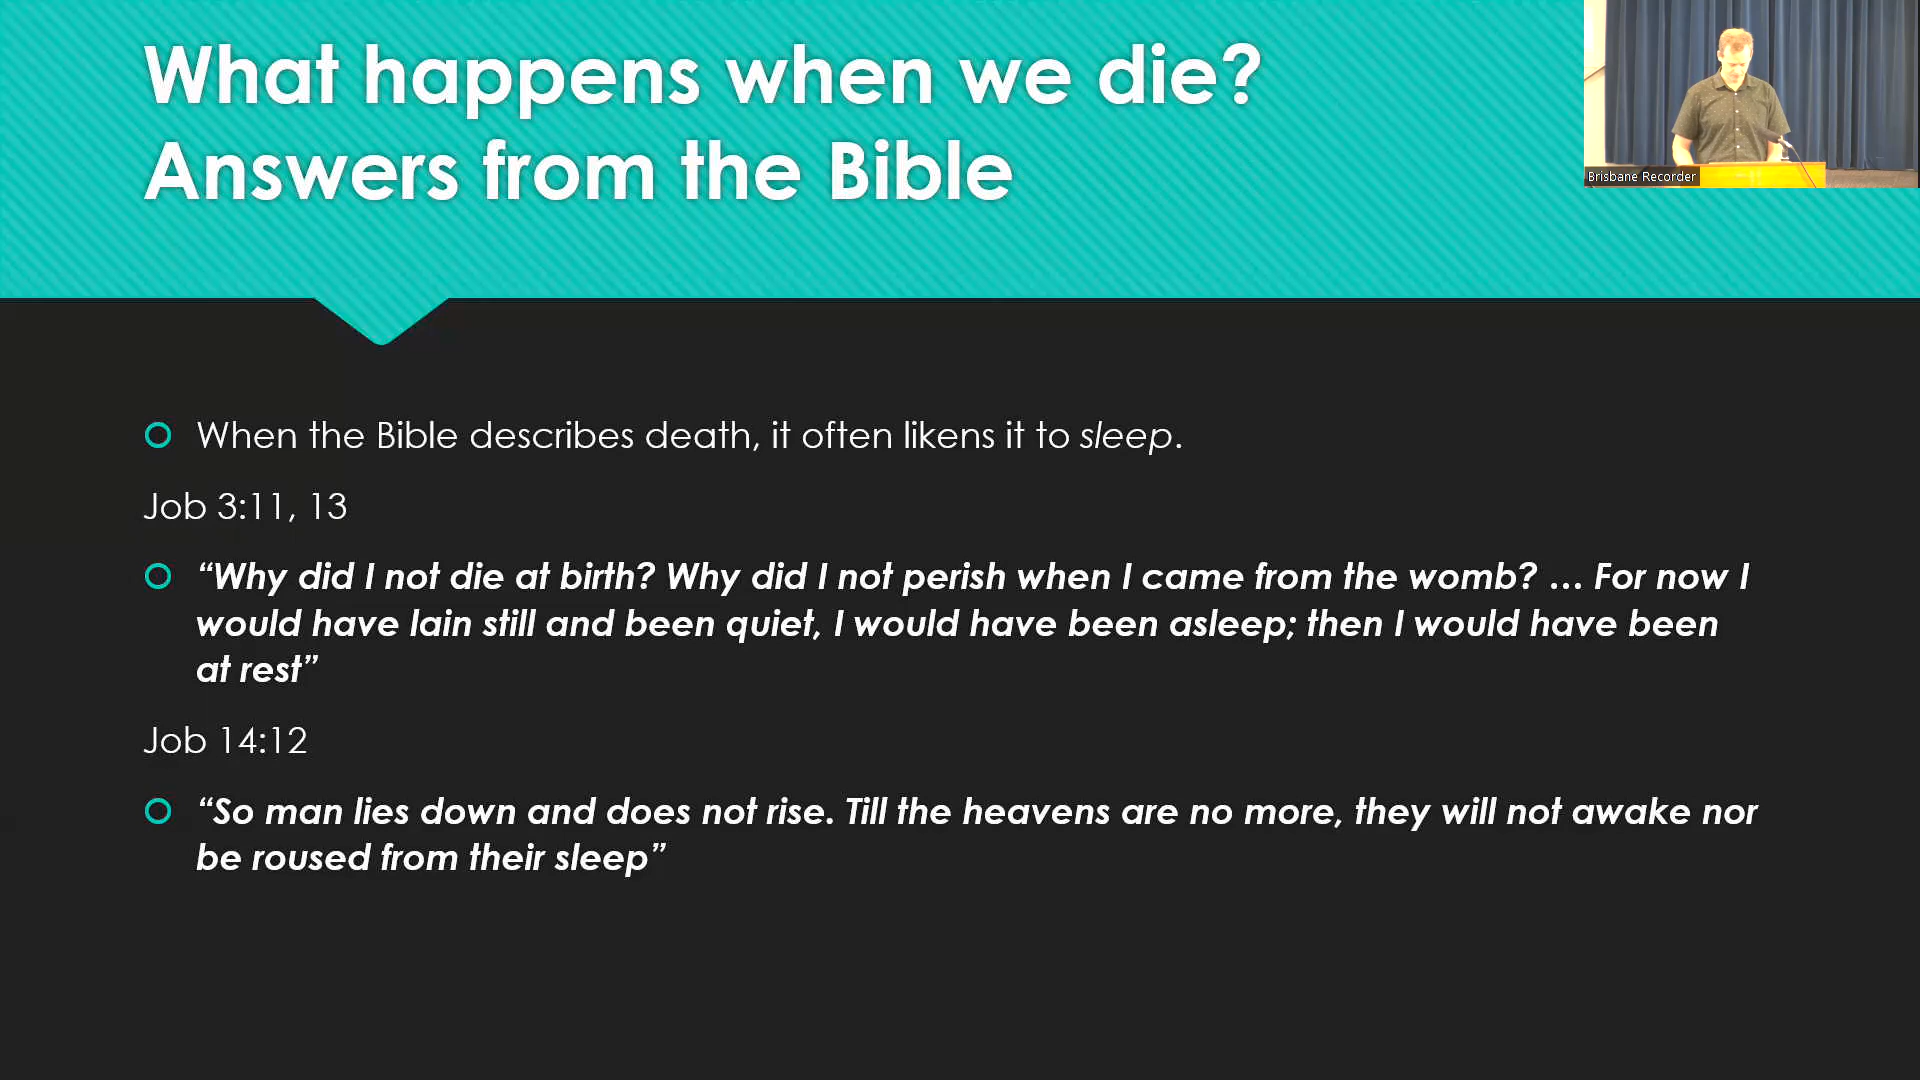 What happens when we die?
Answers from the Bible
Brisbane Recorder
When the Bible describes death, it often likens it to sleep.
Job 3:11, 13
“Why did I not die at birth? Why did I not perish when I came from the womb? … For now I
would have lain still and been quiet, I would have been asleep; then I would have been
at rest”
Job 14:12
“So man lies down and does not rise. Till the heavens are no more, they will not awake nor
be roused from their sleep”